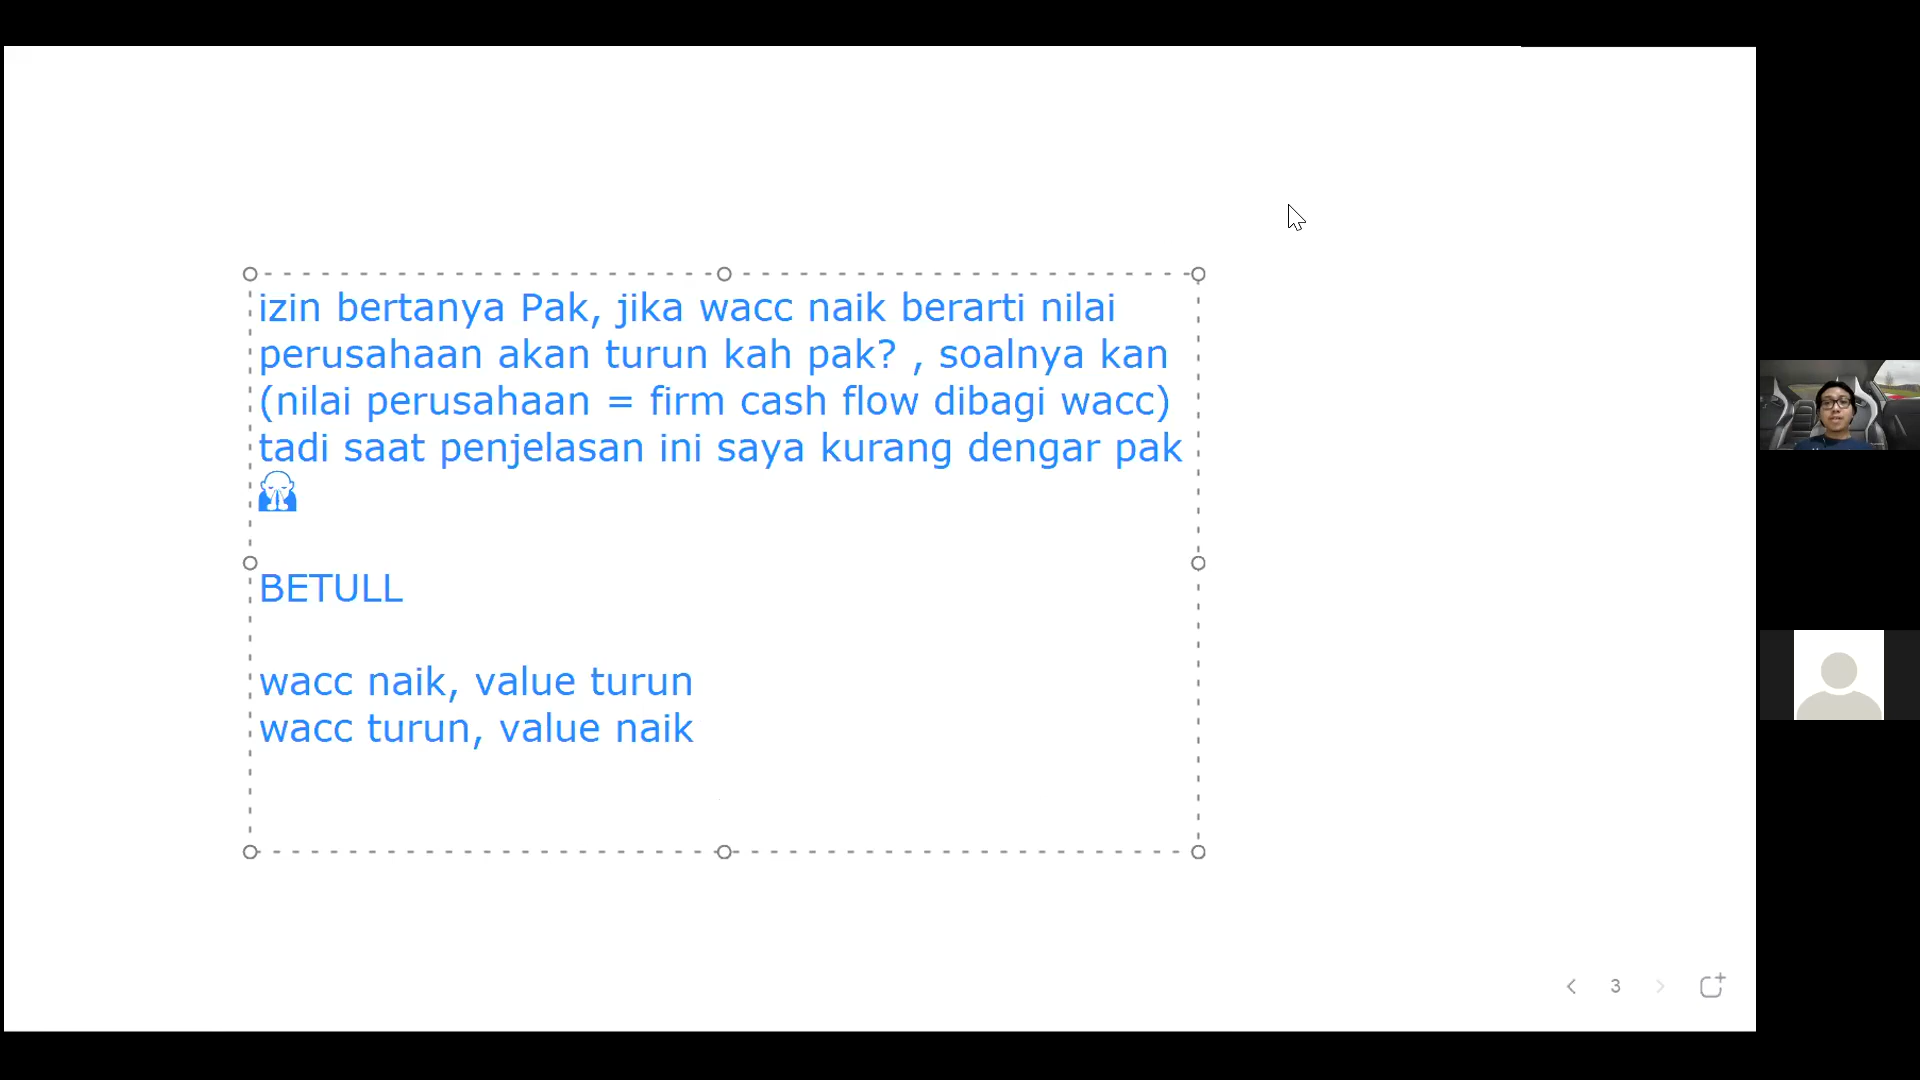 izin bertanya Pak, jika wacc naik berarti nilai
perusahaan akan turun kah pak? , soalnya kan
(nilai perusahaan = firm cash flow dibagi wacc)
tadi saat penjelasan ini saya kurang dengar pak
🙏
BETULL
wacc naik, value turun
wacc turun, value naik
3